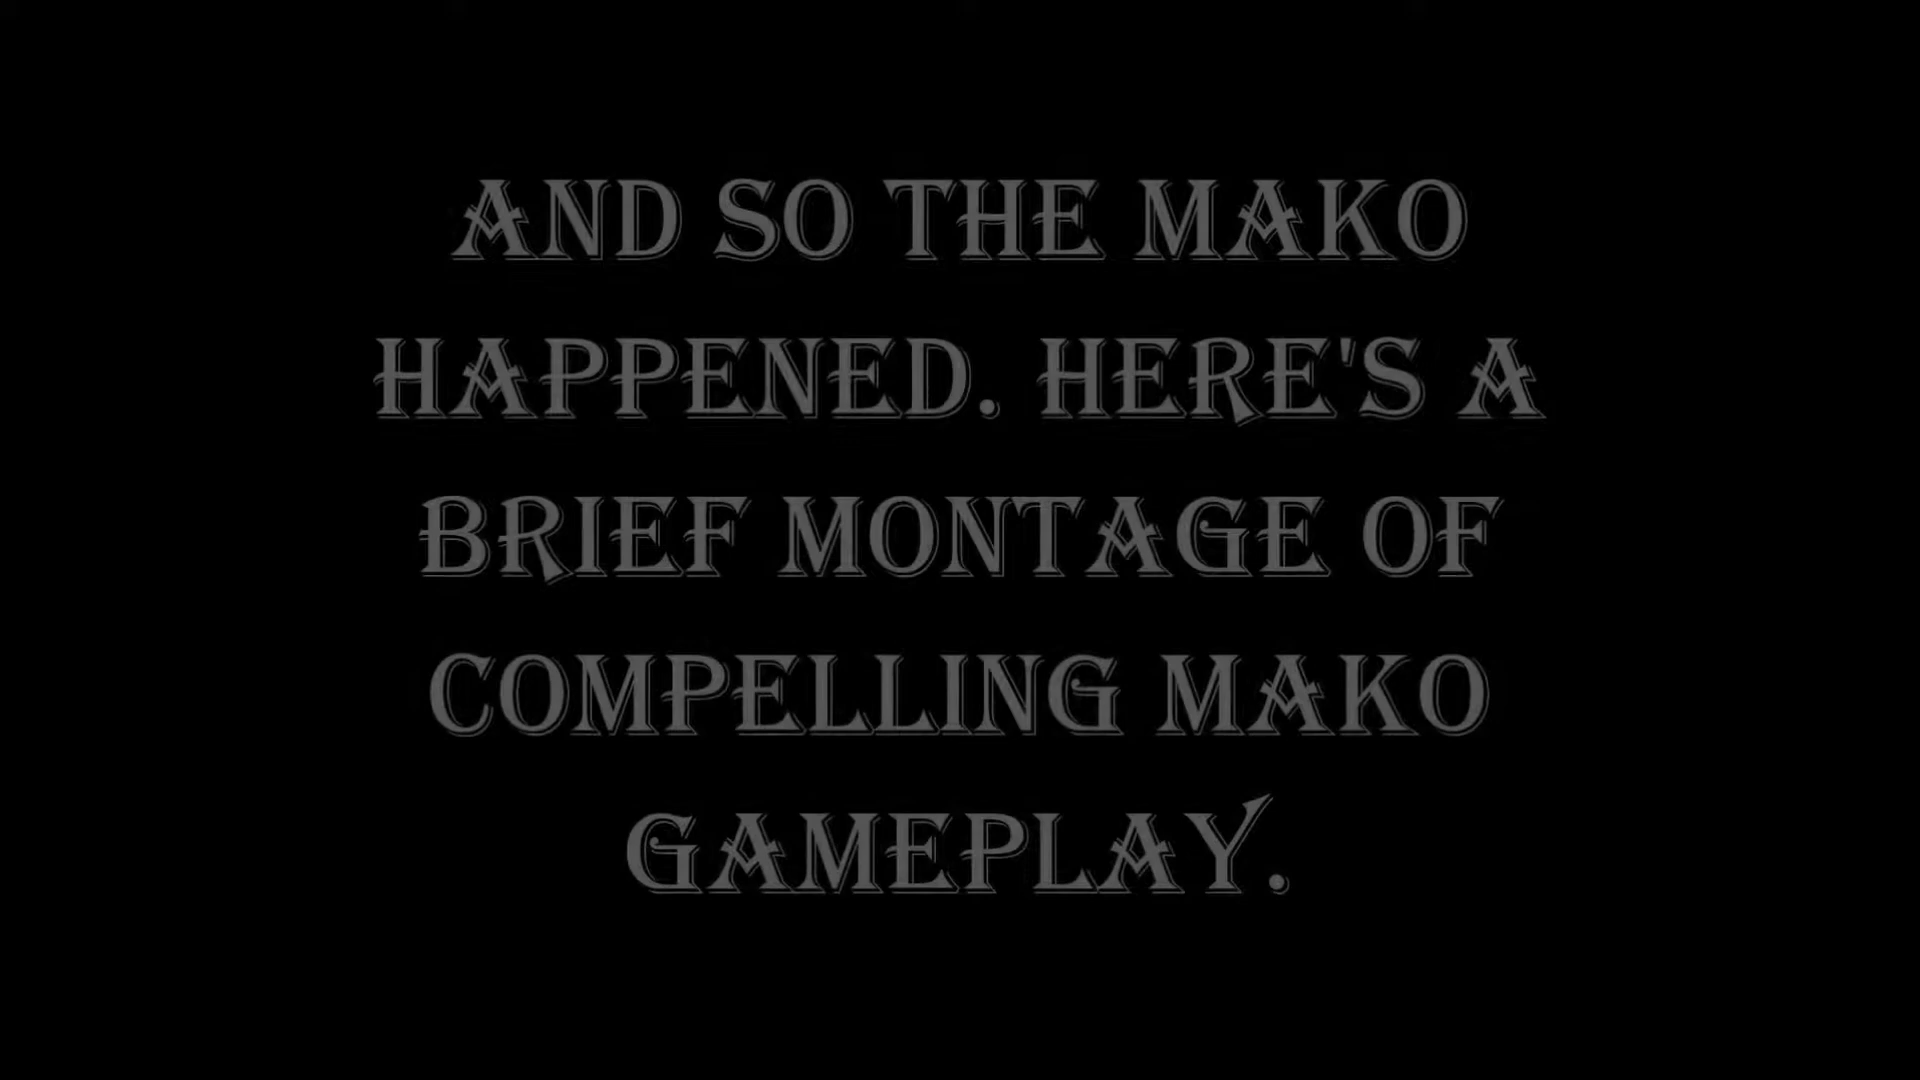 AND SO THE MAKO
HAPPENED. HERE'S A
BRIEF MONTAGE OF
COMPELLING MAKO
GAMEPLAY.